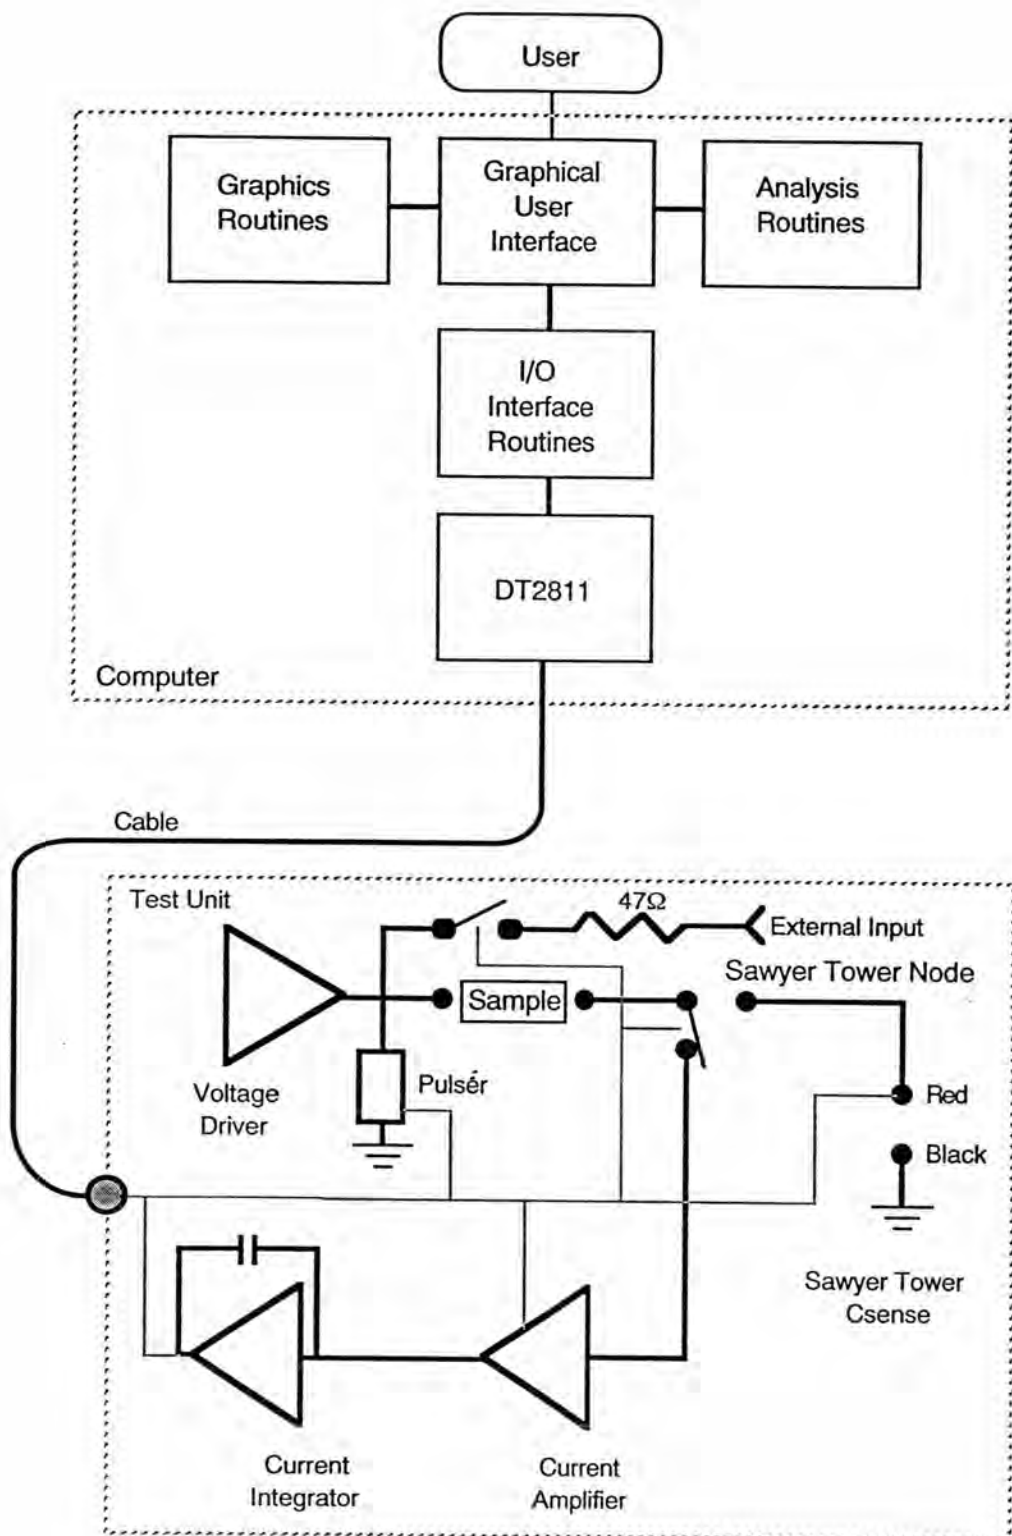 User
Graphics
Routines
Graphical
User
Interface
Analysis
Routines
I/O
Interface
Routines
DT2811
Computer
Cable
Test Unit
47Ω
External Input
Sawyer Tower Node
Sample
Voltage
Driver
Pulsér
Red
Black
Sawyer Tower
Csense
Current
Integrator
Current
Amplifier